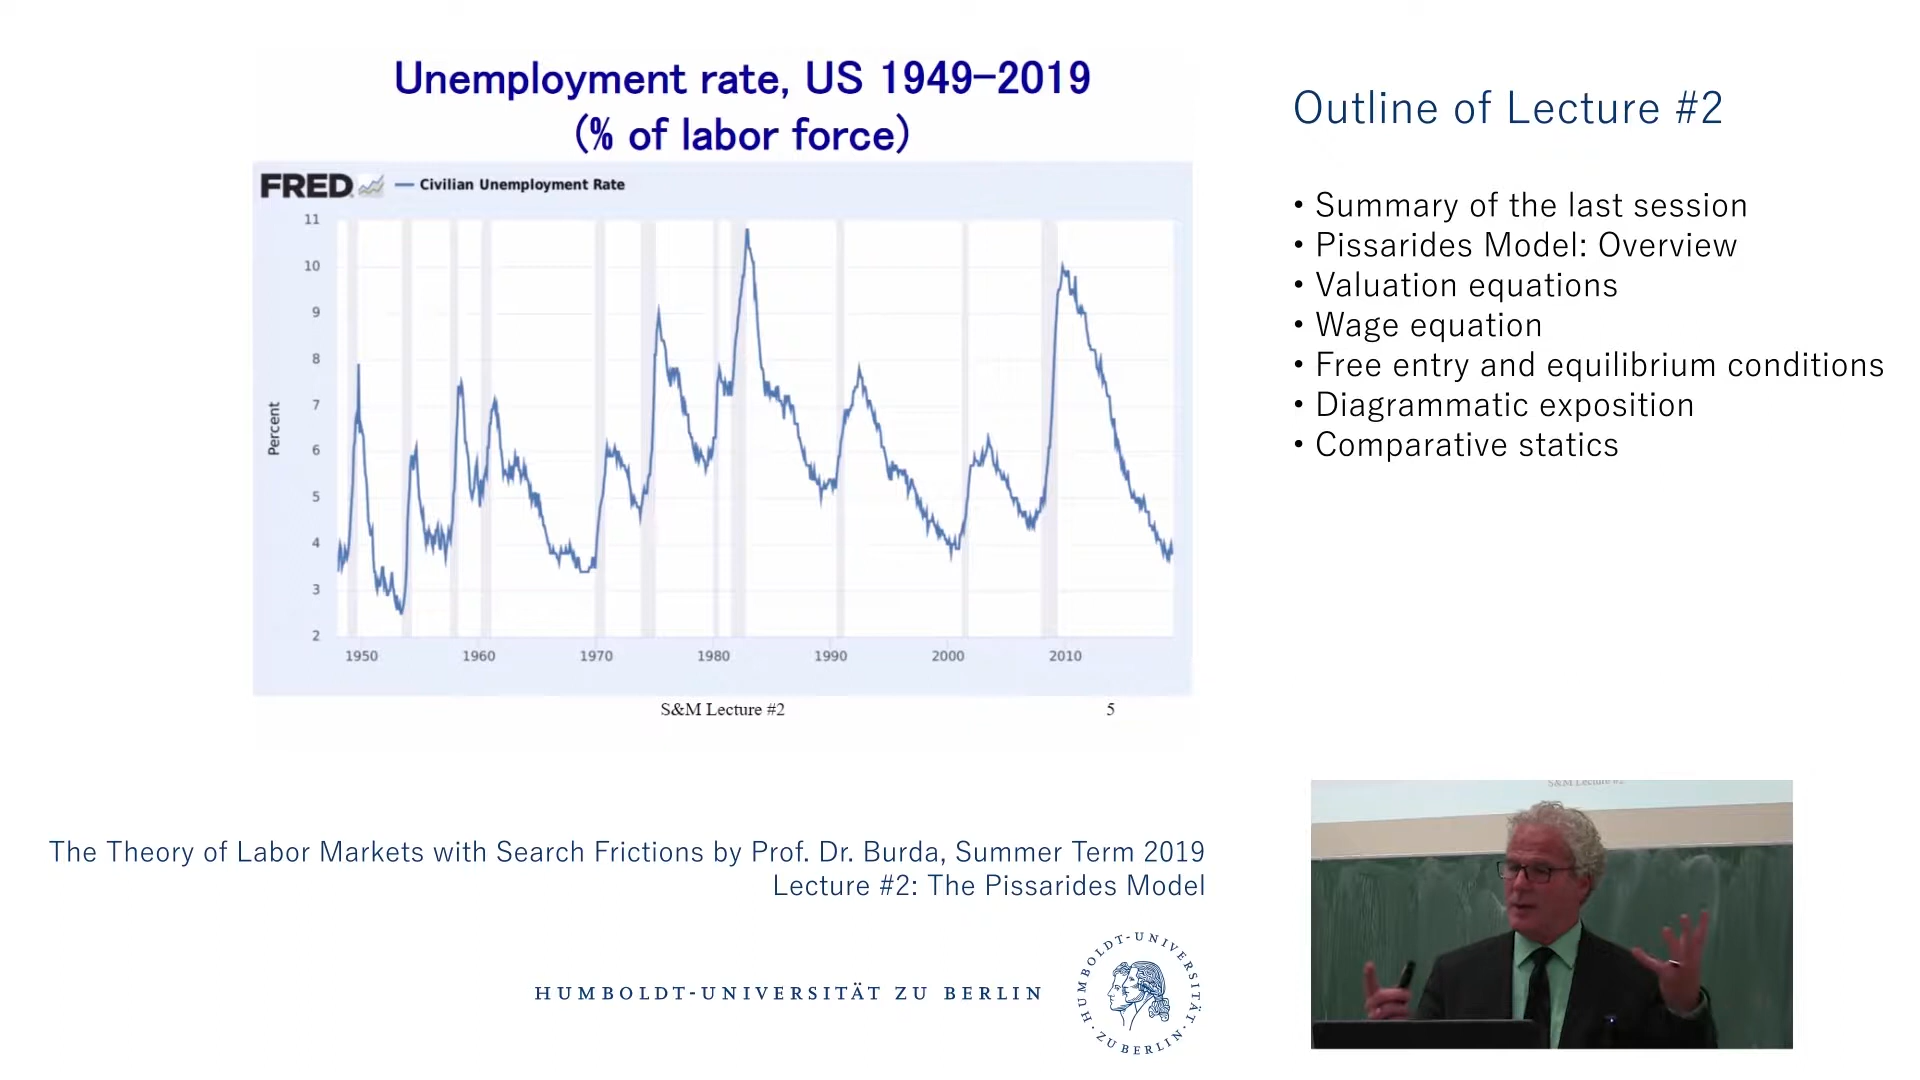 Unemployment rate, US 1949-2019
(% of labor force)
FRED
Civilian Unemployment Rate
Percent
11
10
9
8
7
6
5
4
3
2
1950 1960 1970 1980 1990 2000 2010
S&M Lecture #2 5
Outline of Lecture #2
• Summary of the last session
• Pissarides Model: Overview
• Valuation equations
• Wage equation
• Free entry and equilibrium conditions
• Diagrammatic exposition
• Comparative statics
S&M Lecture #2
The Theory of Labor Markets with Search Frictions by Prof. Dr. Burda, Summer Term 2019
Lecture #2: The Pissarides Model
HUMBOLDT-UNIVERSITÄT ZU BERLIN
HUMBOLDT-UNIVERSITÄT · ZU BERLIN ·